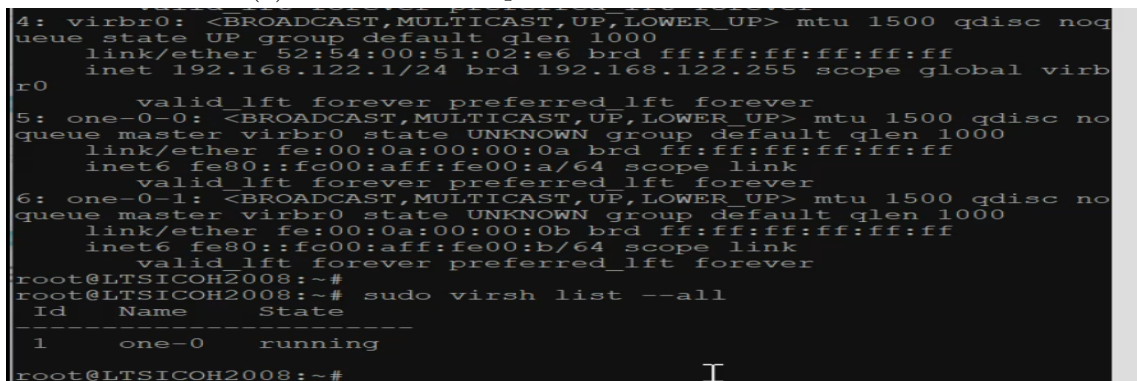 valid_lft forever preferred_lft forever
4: virbr0: <BROADCAST,MULTICAST,UP,LOWER_UP> mtu 1500 qdisc noq
ueue state UP group default qlen 1000
link/ether 52:54:00:51:02:e6 brd ff:ff:ff:ff:ff:ff
inet 192.168.122.1/24 brd 192.168.122.255 scope global virb
r0
valid_lft forever preferred_lft forever
5: one-0-0: <BROADCAST,MULTICAST,UP,LOWER_UP> mtu 1500 qdisc no
queue master virbr0 state UNKNOWN group default qlen 1000
link/ether fe:00:0a:00:00:0a brd ff:ff:ff:ff:ff:ff
inet6 fe80::fc00:aff:fe00:a/64 scope link
valid_lft forever preferred_lft forever
6: one-0-1: <BROADCAST,MULTICAST,UP,LOWER_UP> mtu 1500 qdisc no
queue master virbr0 state UNKNOWN group default qlen 1000
link/ether fe:00:0a:00:00:0b brd ff:ff:ff:ff:ff:ff
inet6 fe80::fc00:aff:fe00:b/64 scope link
valid_lft forever preferred_lft forever
root@LTSICOH2008:~#
root@LTSICOH2008:~# sudo virsh list --all
Id Name State
------------------------
1 one-0 running
root@LTSICOH2008:~#